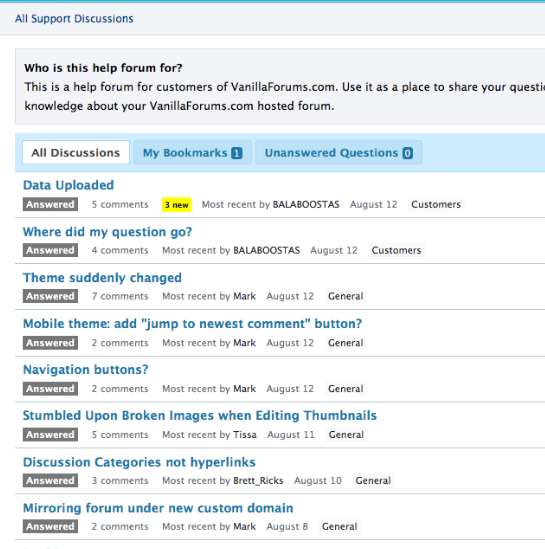 All Support Discussions
Who is this help forum for?
This is a help forum for customers of VanillaForums.com. Use it as a place to share your
knowledge about your VanillaForums.com hosted forum.
All Discussions My Bookmarks 1 Unanswered Questions 0
Data Uploaded
Answered 5 comments 3 new Most recent by BALABOOSTAS August 12 Customers
Where did my question go?
Answered 4 comments Most recent by BALABOOSTAS August 12 Customers
Theme suddenly changed
Answered 7 comments Most recent by Mark August 12 General
Mobile theme: add "jump to newest comment" button?
Answered 2 comments Most recent by Mark August 12 General
Navigation buttons?
Answered 2 comments Most recent by Mark August 12 General
Stumbled Upon Broken Images when Editing Thumbnails
Answered 5 comments Most recent by Tissa August 11 General
Discussion Categories not hyperlinks
Answered 3 comments Most recent by Brett_Ricks August 10 General
Mirroring forum under new custom domain
Answered 2 comments Most recent by Mark August 8 General